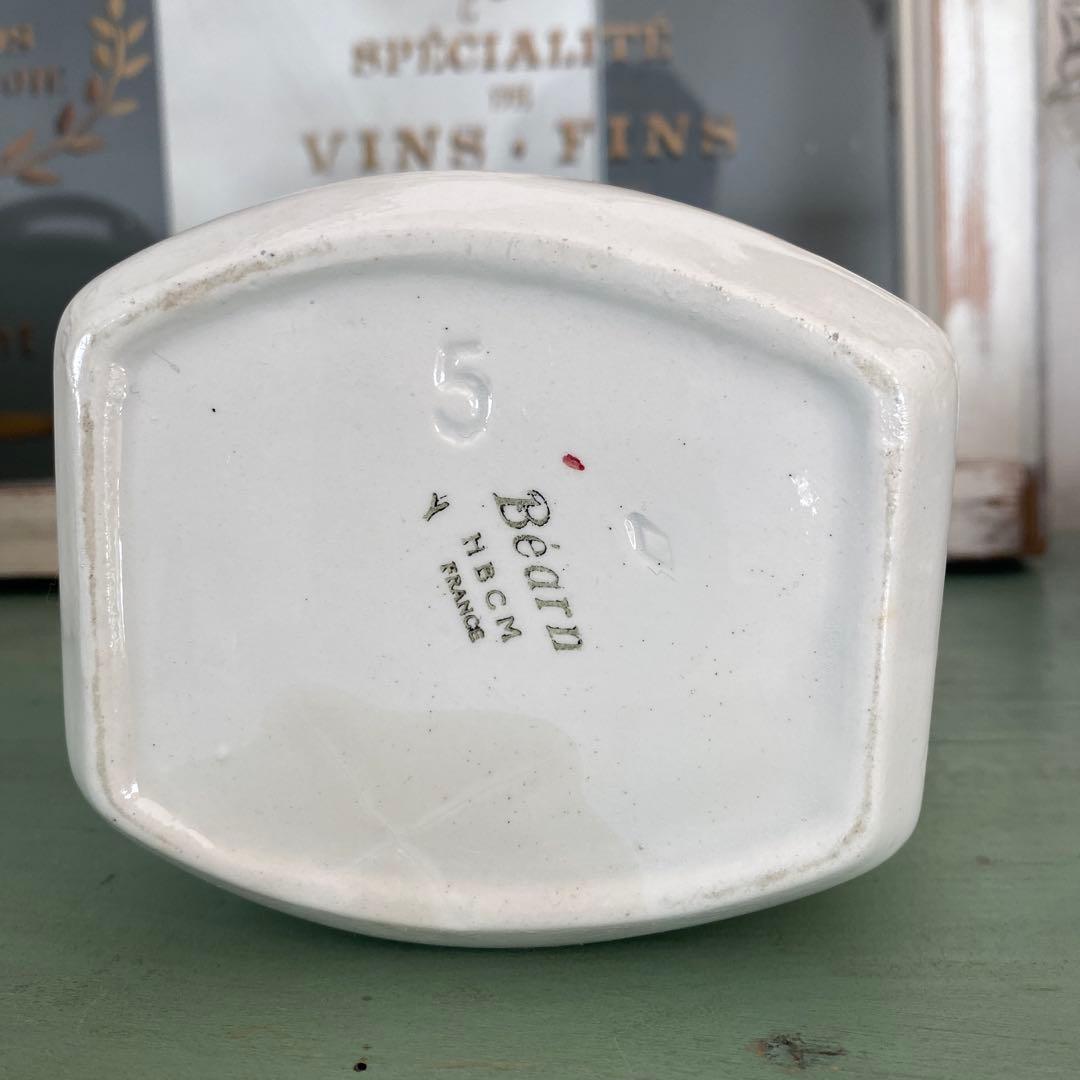 SPÉCIALITÉ
VINS · FINS
5
Béarn
HBCM
FRANCE
Y